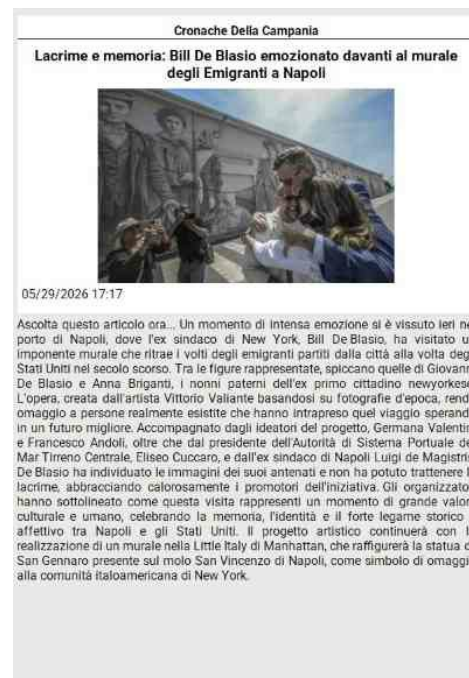 Cronache Della Campania
Lacrime e memoria: Bill De Blasio emozionato davanti al murale
degli Emigranti a Napoli
05/29/2026 17:17
Ascolta questo articolo ora... Un momento di intensa emozione si è vissuto ieri ne
porto di Napoli, dove l'ex sindaco di New York, Bill De Blasio, ha visitato u
imponente murale che ritrae i volti degli emigranti partiti dalla città alla volta deg
Stati Uniti nel secolo scorso. Tra le figure rappresentate, spiccano quelle di Giovann
De Blasio e Anna Briganti, i nonni paterni dell'ex primo cittadino newyorkese
L'opera, creata dall'artista Vittorio Valiante basandosi su fotografie d'epoca, rend
omaggio a persone realmente esistite che hanno intrapreso quel viaggio sperand
in un futuro migliore. Accompagnato dagli ideatori del progetto, Germana Valentin
e Francesco Andoli, oltre che dal presidente dell'Autorità di Sistema Portuale de
Mar Tirreno Centrale, Eliseo Cuccaro, e dall'ex sindaco di Napoli Luigi de Magistris
De Blasio ha individuato le immagini dei suoi antenati e non ha potuto trattenere l
lacrime, abbracciando calorosamente i promotori dell'iniziativa. Gli organizzator
hanno sottolineato come questa visita rappresenti un momento di grande valor
culturale e umano, celebrando la memoria, l'identità e il forte legame storico
affettivo tra Napoli e gli Stati Uniti. Il progetto artistico continuerà con l
realizzazione di un murale nella Little Italy di Manhattan, che raffigurerà la statua d
San Gennaro presente sul molo San Vincenzo di Napoli, come simbolo di omaggi
alla comunità italoamericana di New York.